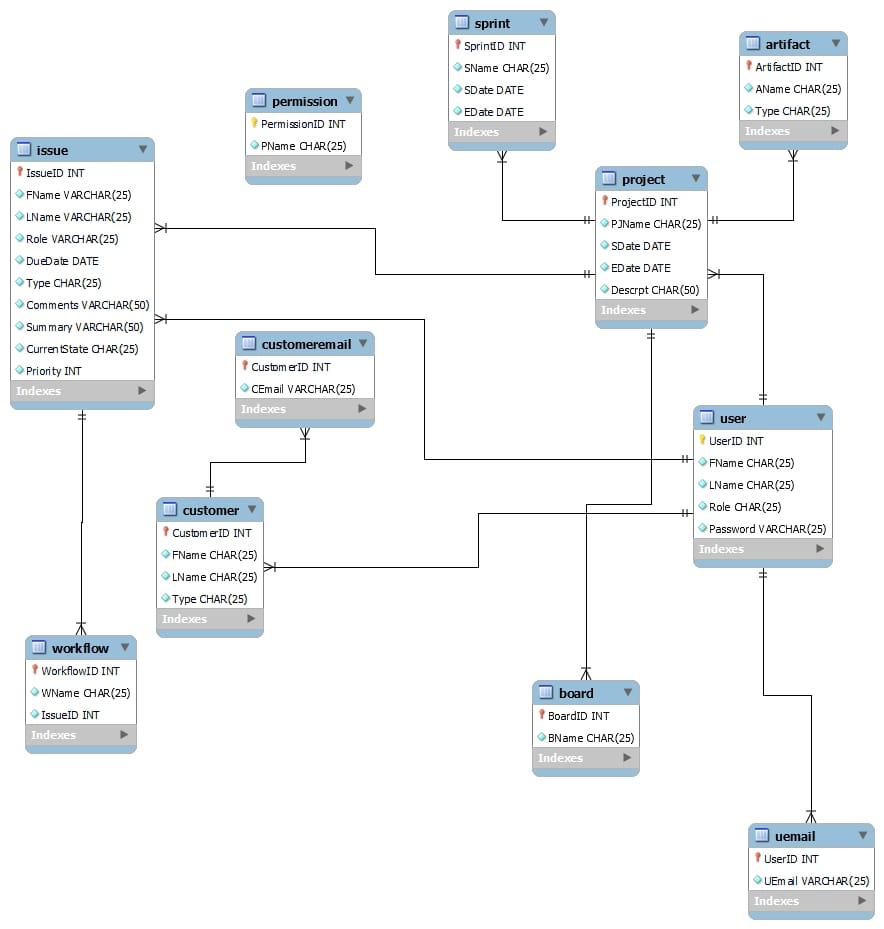 sprint
SprintID INT
SName CHAR(25)
SDate DATE
EDate DATE
Indexes
artifact
ArtifactID INT
AName CHAR(25)
Type CHAR(25)
Indexes
permission
PermissionID INT
PName CHAR(25)
Indexes
issue
IssueID INT
FName VARCHAR(25)
LName VARCHAR(25)
Role VARCHAR(25)
DueDate DATE
Type CHAR(25)
Comments VARCHAR(50)
Summary VARCHAR(50)
CurrentState CHAR(25)
Priority INT
Indexes
project
ProjectID INT
PJName CHAR(25)
SDate DATE
EDate DATE
Descrpt CHAR(50)
Indexes
customeremail
CustomerID INT
CEmail VARCHAR(25)
Indexes
user
UserID INT
FName CHAR(25)
LName CHAR(25)
Role CHAR(25)
Password VARCHAR(25)
Indexes
customer
CustomerID INT
FName CHAR(25)
LName CHAR(25)
Type CHAR(25)
Indexes
workflow
WorkflowID INT
WName CHAR(25)
IssueID INT
Indexes
board
BoardID INT
BName CHAR(25)
Indexes
uemail
UserID INT
UEmail VARCHAR(25)
Indexes